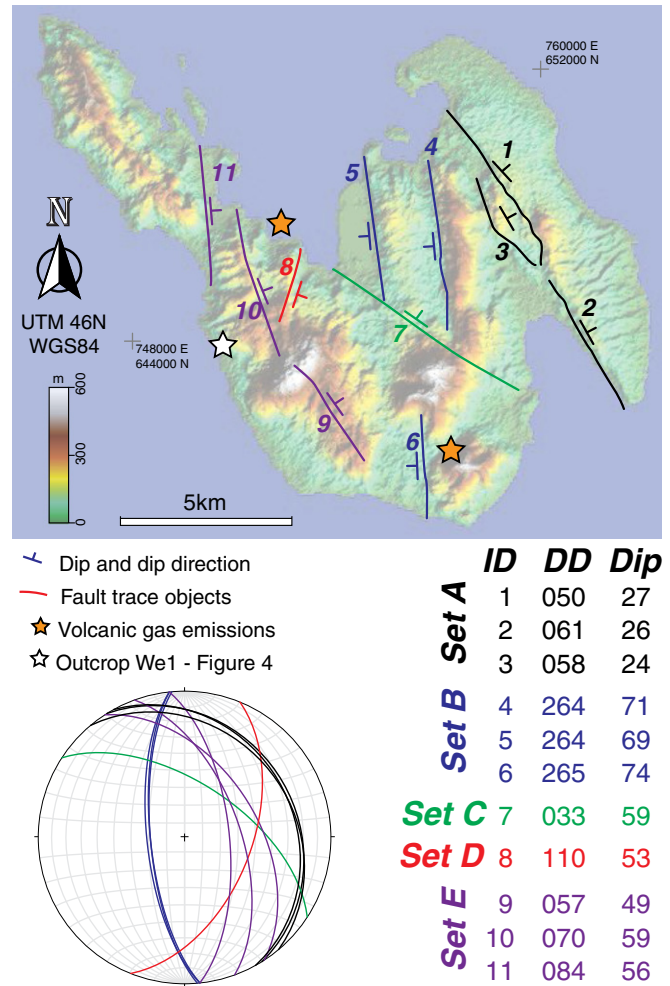 760000 E
652000 N
1
4
5
11
3
8
2
10
7
N
UTM 46N
WGS84
748000 E
644000 N
m
600
300
0
9
6
5km
Dip and dip direction
Fault trace objects
Volcanic gas emissions
Outcrop We1 - Figure 4
ID DD Dip
Set A
1 050 27
2 061 26
3 058 24
Set B
4 264 71
5 264 69
6 265 74
Set C 7 033 59
Set D 8 110 53
Set E
9 057 49
10 070 59
11 084 56